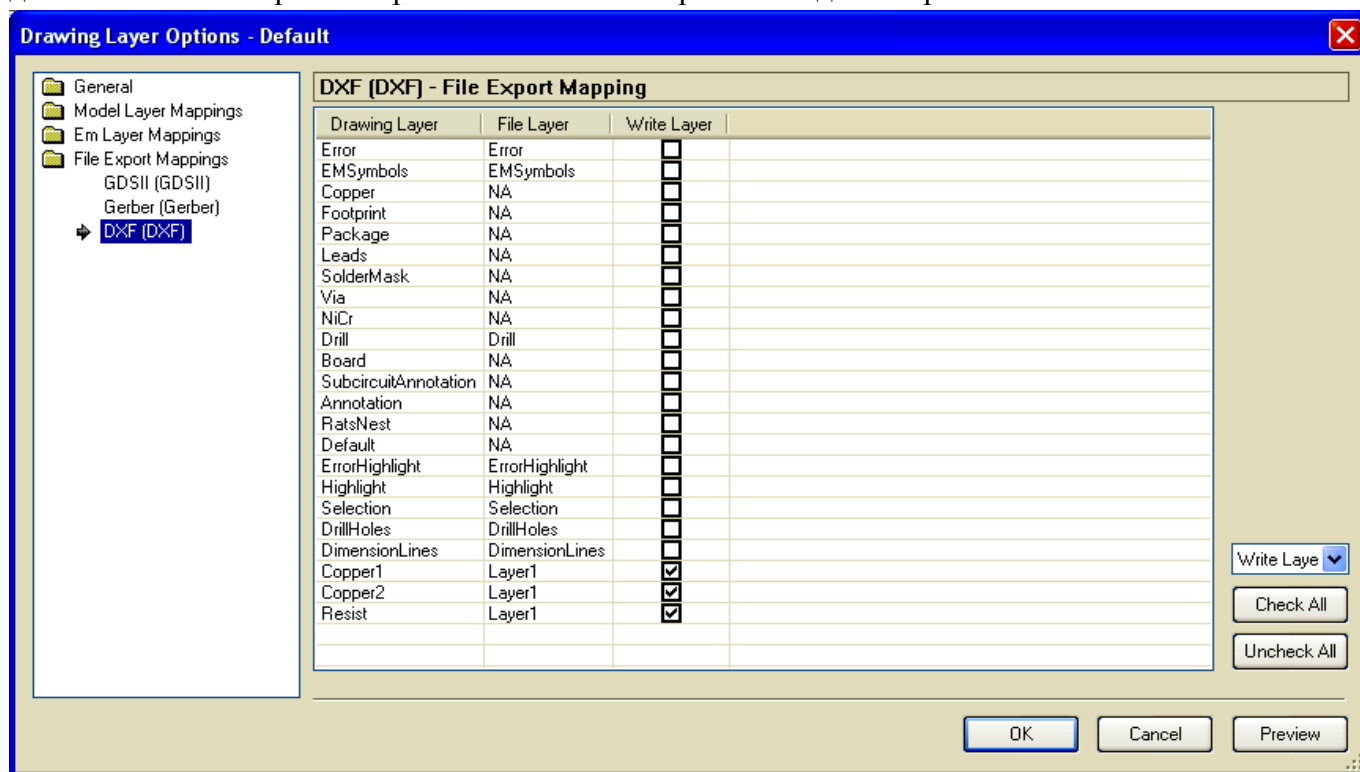 Drawing Layer Options - Default
General
Model Layer Mappings
Em Layer Mappings
File Export Mappings
GDSII (GDSII)
Gerber (Gerber)
DXF (DXF)
DXF (DXF) - File Export Mapping
Drawing Layer File Layer Write Layer
Error Error
EMSymbols EMSymbols
Copper NA
Footprint NA
Package NA
Leads NA
SolderMask NA
Via NA
NiCr NA
Drill Drill
Board NA
SubcircuitAnnotation NA
Annotation NA
RatsNest NA
Default NA
ErrorHighlight ErrorHighlight
Highlight Highlight
Selection Selection
DrillHoles DrillHoles
DimensionLines DimensionLines
Copper1 Layer1
Copper2 Layer1
Resist Layer1
Write Laye
Check All
Uncheck All
OK Cancel Preview